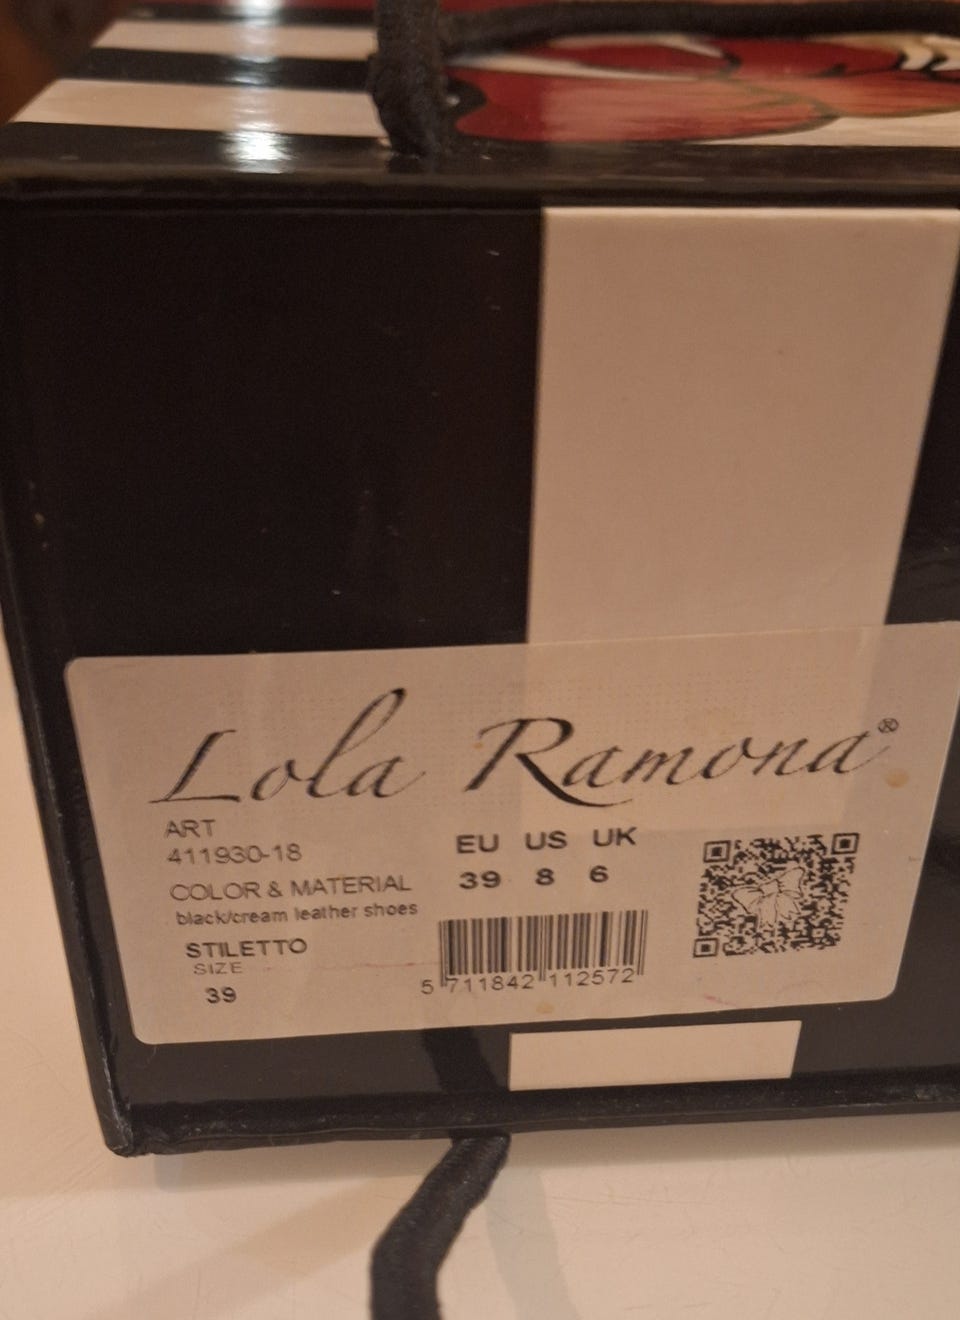 Lola Ramona®
ART
411930-18
COLOR & MATERIAL
black/cream leather shoes
STILETTO
SIZE
39
EU US UK
39 8 6
5 711842 112572